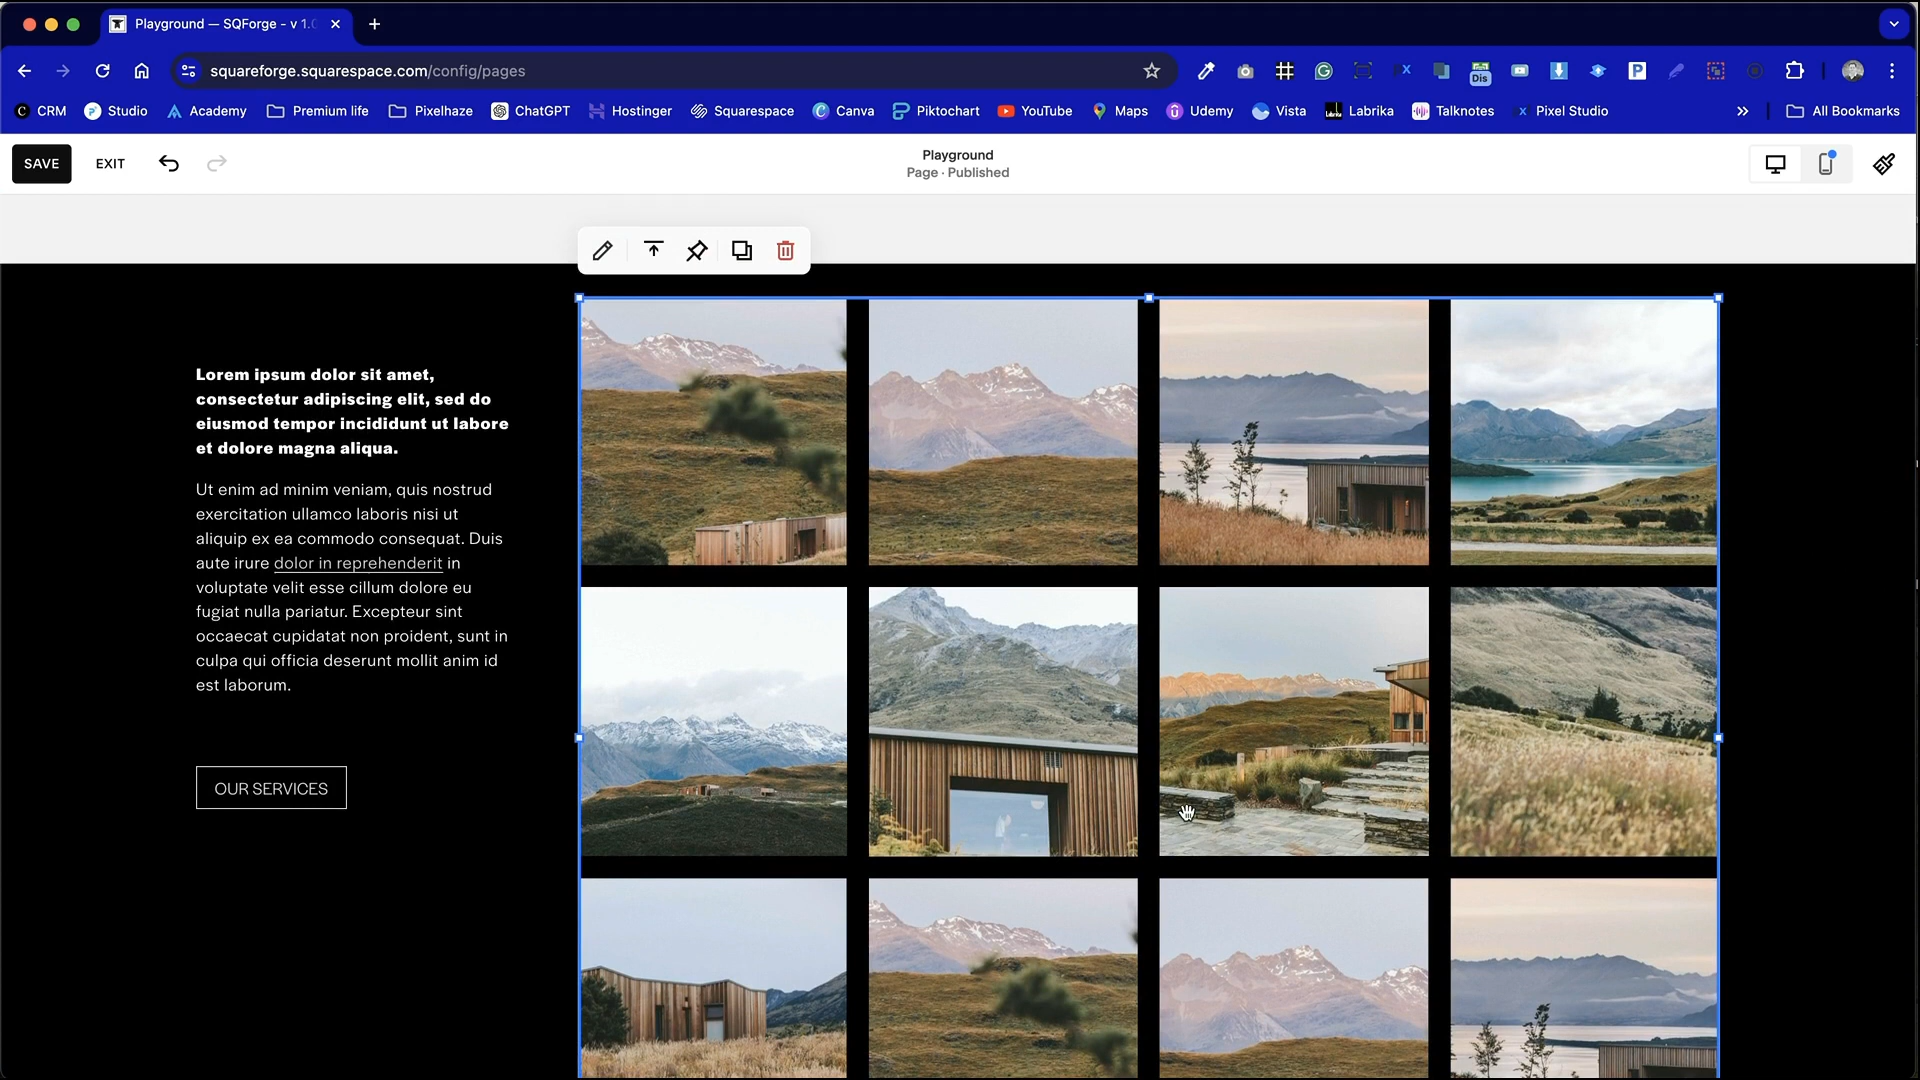 Playground — SQForge - v 1.0
squareforge.squarespace.com/config/pages
Dis
CRM Studio Academy Premium life Pixelhaze ChatGPT Hostinger Squarespace Canva Piktochart YouTube Maps Udemy Vista Labrika Talknotes Pixel Studio All Bookmarks
SAVE EXIT
Playground
Page · Published
Lorem ipsum dolor sit amet,
consectetur adipiscing elit, sed do
eiusmod tempor incididunt ut labore
et dolore magna aliqua.
Ut enim ad minim veniam, quis nostrud
exercitation ullamco laboris nisi ut
aliquip ex ea commodo consequat. Duis
aute irure dolor in reprehenderit in
voluptate velit esse cillum dolore eu
fugiat nulla pariatur. Excepteur sint
occaecat cupidatat non proident, sunt in
culpa qui officia deserunt mollit anim id
est laborum.
OUR SERVICES